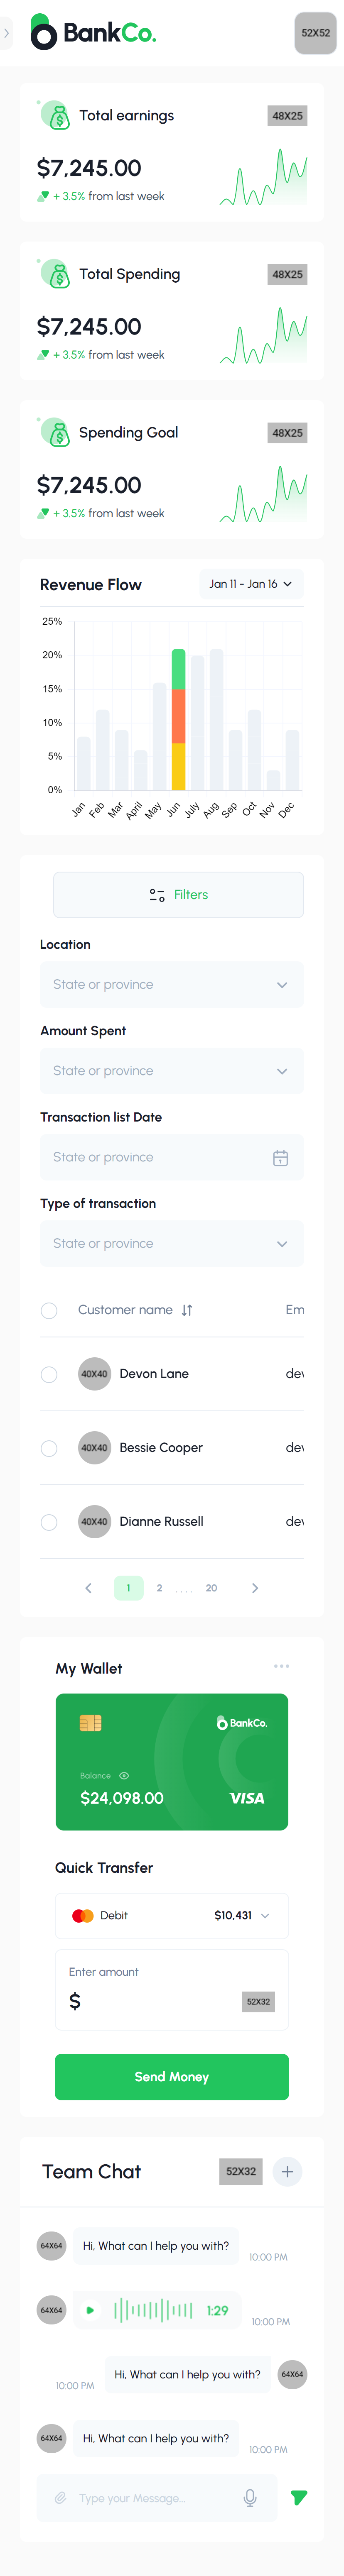 BankCo.
52X52
Total earnings
48X25
$7,245.00
+ 3.5% from last week
Total Spending
48X25
$7,245.00
+ 3.5% from last week
Spending Goal
48X25
$7,245.00
+ 3.5% from last week
Revenue Flow
Jan 11 - Jan 16
25%
20%
15%
10%
5%
0%
Jan
Feb
Mar
April
May
Jun
July
Aug
Sep
Oct
Nov
Dec
Filters
Location
State or province
Amount Spent
State or province
Transaction list Date
State or province
Type of transaction
State or province
Customer name
Em
40X40
Devon Lane
dev
40X40
Bessie Cooper
dev
40X40
Dianne Russell
dev
1 2 .... 20
My Wallet
BankCo.
Balance
$24,098.00
VISA
Quick Transfer
Debit
$10,431
Enter amount
$
52X32
Send Money
Team Chat
52X32
64X64
Hi, What can I help you with?
10:00 PM
64X64
1:29
10:00 PM
Hi, What can I help you with?
64X64
10:00 PM
64X64
Hi, What can I help you with?
10:00 PM
Type your Message...